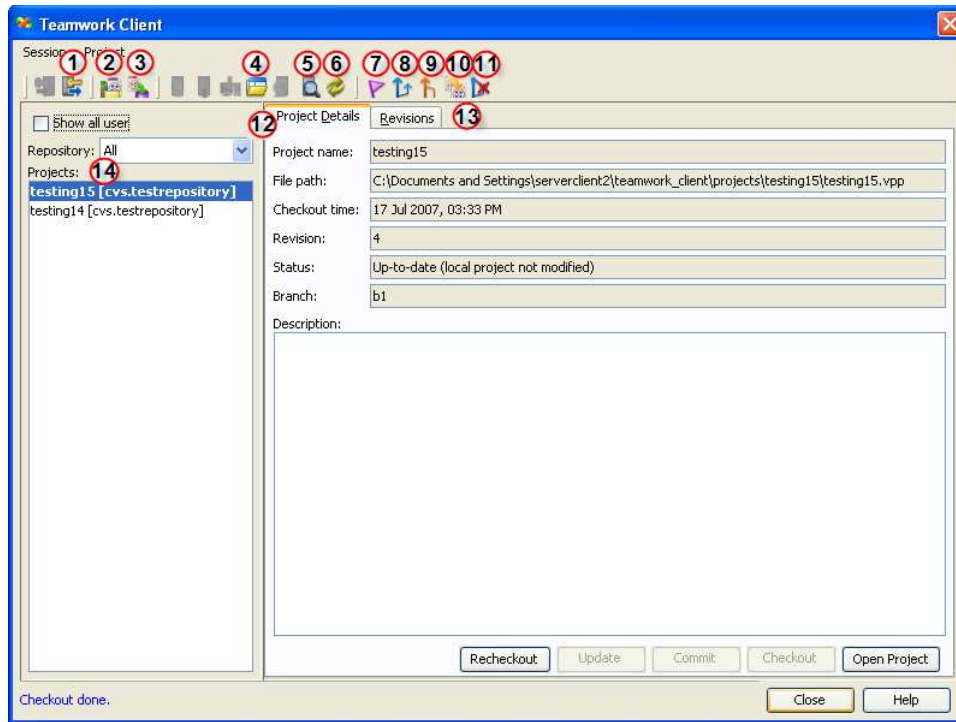 Teamwork Client
Session Project
1 2 3 4 5 6 7 8 9 10 11
Show all user
Repository: All
Projects: 14
testing15 [cvs.testrepository]
testing14 [cvs.testrepository]
12 Project Details Revisions 13
Project name: testing15
File path: C:\Documents and Settings\serverclient2\teamwork_client\projects\testing15\testing15.vpp
Checkout time: 17 Jul 2007, 03:33 PM
Revision: 4
Status: Up-to-date (local project not modified)
Branch: b1
Description:
Recheckout Update Commit Checkout Open Project
Checkout done.
Close Help